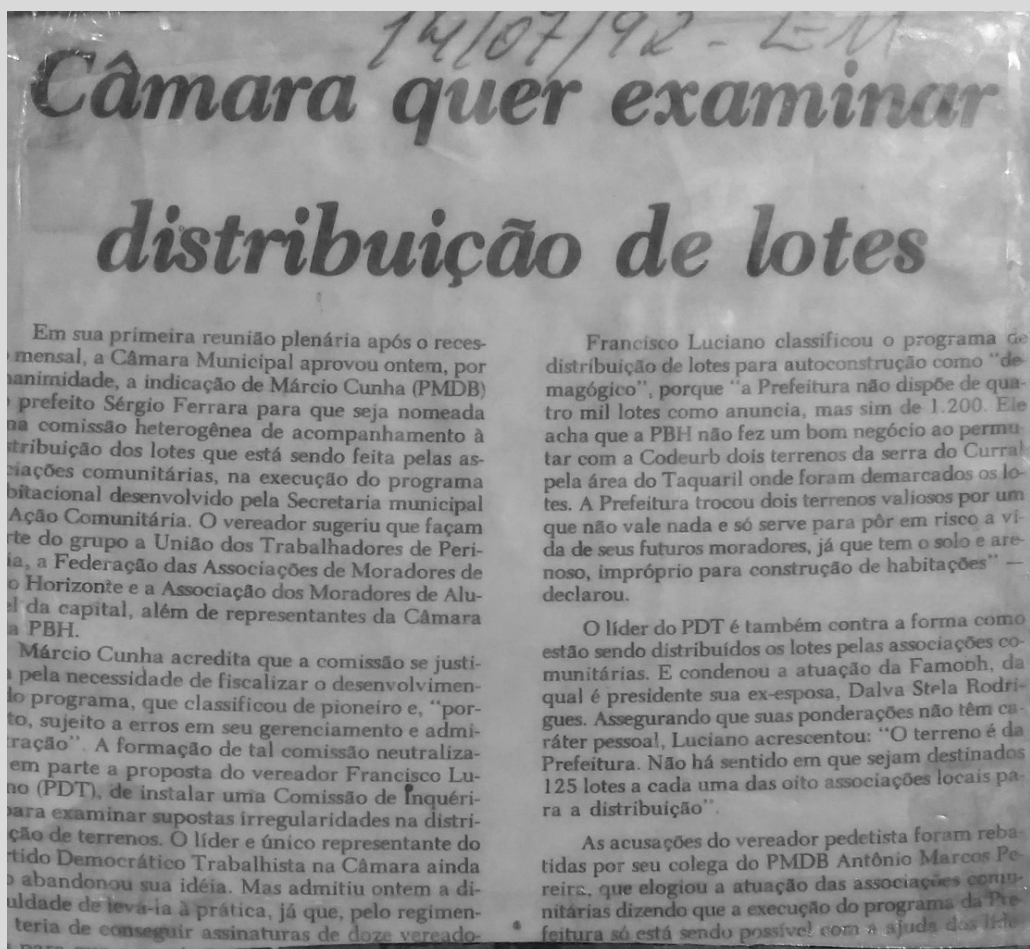 14/07/92 - EM
Câmara quer examinar
distribuição de lotes
Em sua primeira reunião plenária após o reces-
mensal, a Câmara Municipal aprovou ontem, por
nanimidade, a indicação de Márcio Cunha (PMDB)
prefeito Sérgio Ferrara para que seja nomeada
na comissão heterogênea de acompanhamento à
stribuição dos lotes que está sendo feita pelas as-
ciações comunitárias, na execução do programa
bitacional desenvolvido pela Secretaria municipal
Ação Comunitária. O vereador sugeriu que façam
rte do grupo a União dos Trabalhadores de Peri-
ia, a Federação das Associações de Moradores de
o Horizonte e a Associação dos Moradores de Alu-
el da capital, além de representantes da Câmara
a PBH.
Márcio Cunha acredita que a comissão se justi-
pela necessidade de fiscalizar o desenvolvimen-
lo programa, que classificou de pioneiro e, "por-
to, sujeito a erros em seu gerenciamento e admi-
tração". A formação de tal comissão neutraliza-
em parte a proposta do vereador Francisco Lu-
no (PDT), de instalar uma Comissão de Inquéri-
para examinar supostas irregularidades na distri-
ção de terrenos. O líder e único representante do
rtido Democrático Trabalhista na Câmara ainda
o abandonou sua idéia. Mas admitiu ontem a di-
uldade de levá-ia à prática, já que, pelo regimen-
teria de conseguir assinaturas de doze vereado-
Francisco Luciano classificou o programa de
distribuição de lotes para autoconstrução como "de
magógico", porque "a Prefeitura não dispõe de qua-
tro mil lotes como anuncia, mas sim de 1.200. Ele
acha que a PBH não fez um bom negócio ao permu
tar com a Codeurb dois terrenos da serra do Curral
pela área do Taquaril onde foram demarcados os lo-
tes. A Prefeitura trocou dois terrenos valiosos por um
que não vale nada e só serve para pôr em risco a vi-
da de seus futuros moradores, já que tem o solo e are-
noso, impróprio para construção de habitações" —
declarou.
O líder do PDT é também contra a forma como
estão sendo distribuídos os lotes pelas associações co-
munitárias. E condenou a atuação da Famobh, da
qual é presidente sua ex-esposa, Dalva Stela Rodri-
gues. Assegurando que suas ponderações não têm ca-
ráter pessoal, Luciano acrescentou: "O terreno é da
Prefeitura. Não há sentido em que sejam destinados
125 lotes a cada uma das oito associações locais pa-
ra a distribuição".
As acusações do vereador pedetista foram reba-
tidas por seu colega do PMDB Antônio Marcos Pe-
reira, que elogiou a atuação das associações comu-
nitárias dizendo que a execução do programa da Pre-
feitura só está sendo possível com a ajuda dos líde